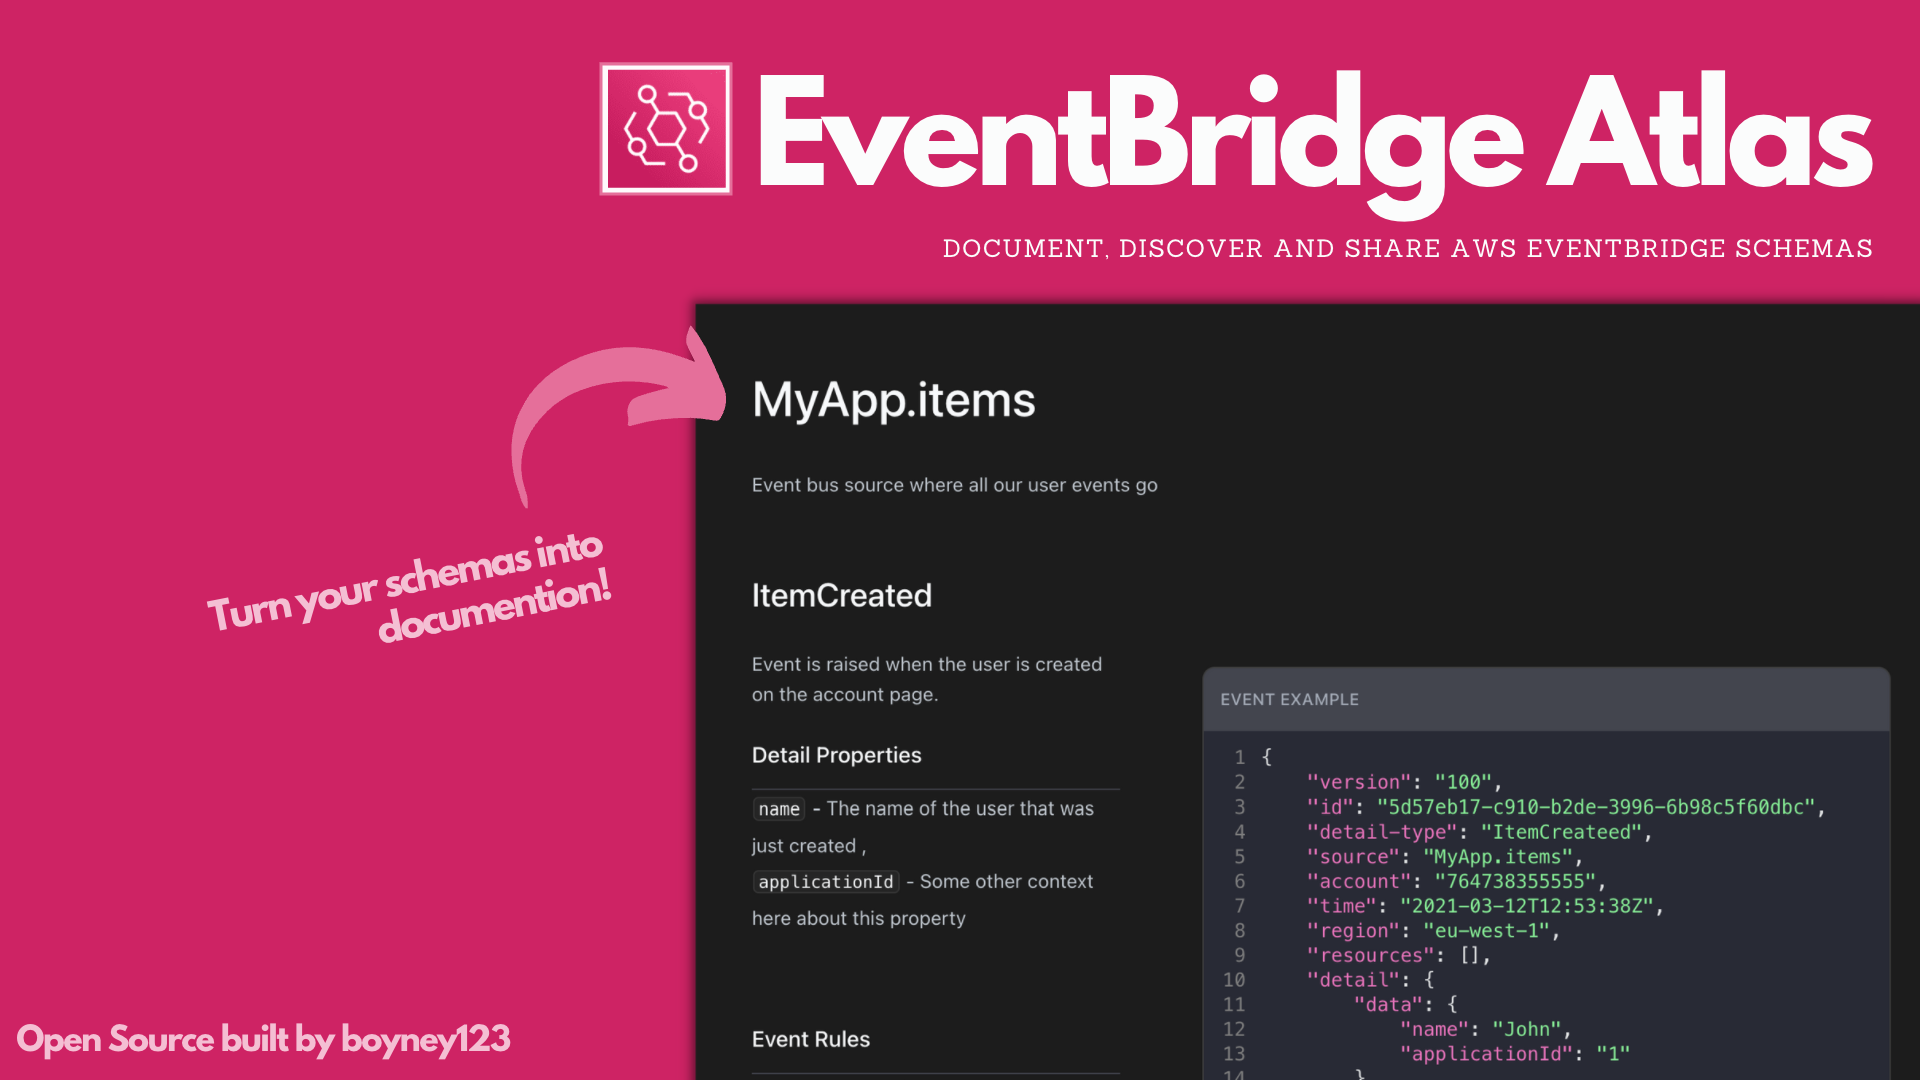 EventBridge Atlas
DOCUMENT, DISCOVER AND SHARE AWS EVENTBRIDGE SCHEMAS
Turn your schemas into
documention!
MyApp.items
Event bus source where all our user events go
ItemCreated
Event is raised when the user is created
on the account page.
Detail Properties
name - The name of the user that was
just created ,
applicationId - Some other context
here about this property
Event Rules
EVENT EXAMPLE
1 {
2 "version": "100",
3 "id": "5d57eb17-c910-b2de-3996-6b98c5f60dbc",
4 "detail-type": "ItemCreateed",
5 "source": "MyApp.items",
6 "account": "764738355555",
7 "time": "2021-03-12T12:53:38Z",
8 "region": "eu-west-1",
9 "resources": [],
10 "detail": {
11 "data": {
12 "name": "John",
13 "applicationId": "1"
14 }
Open Source built by boyney123